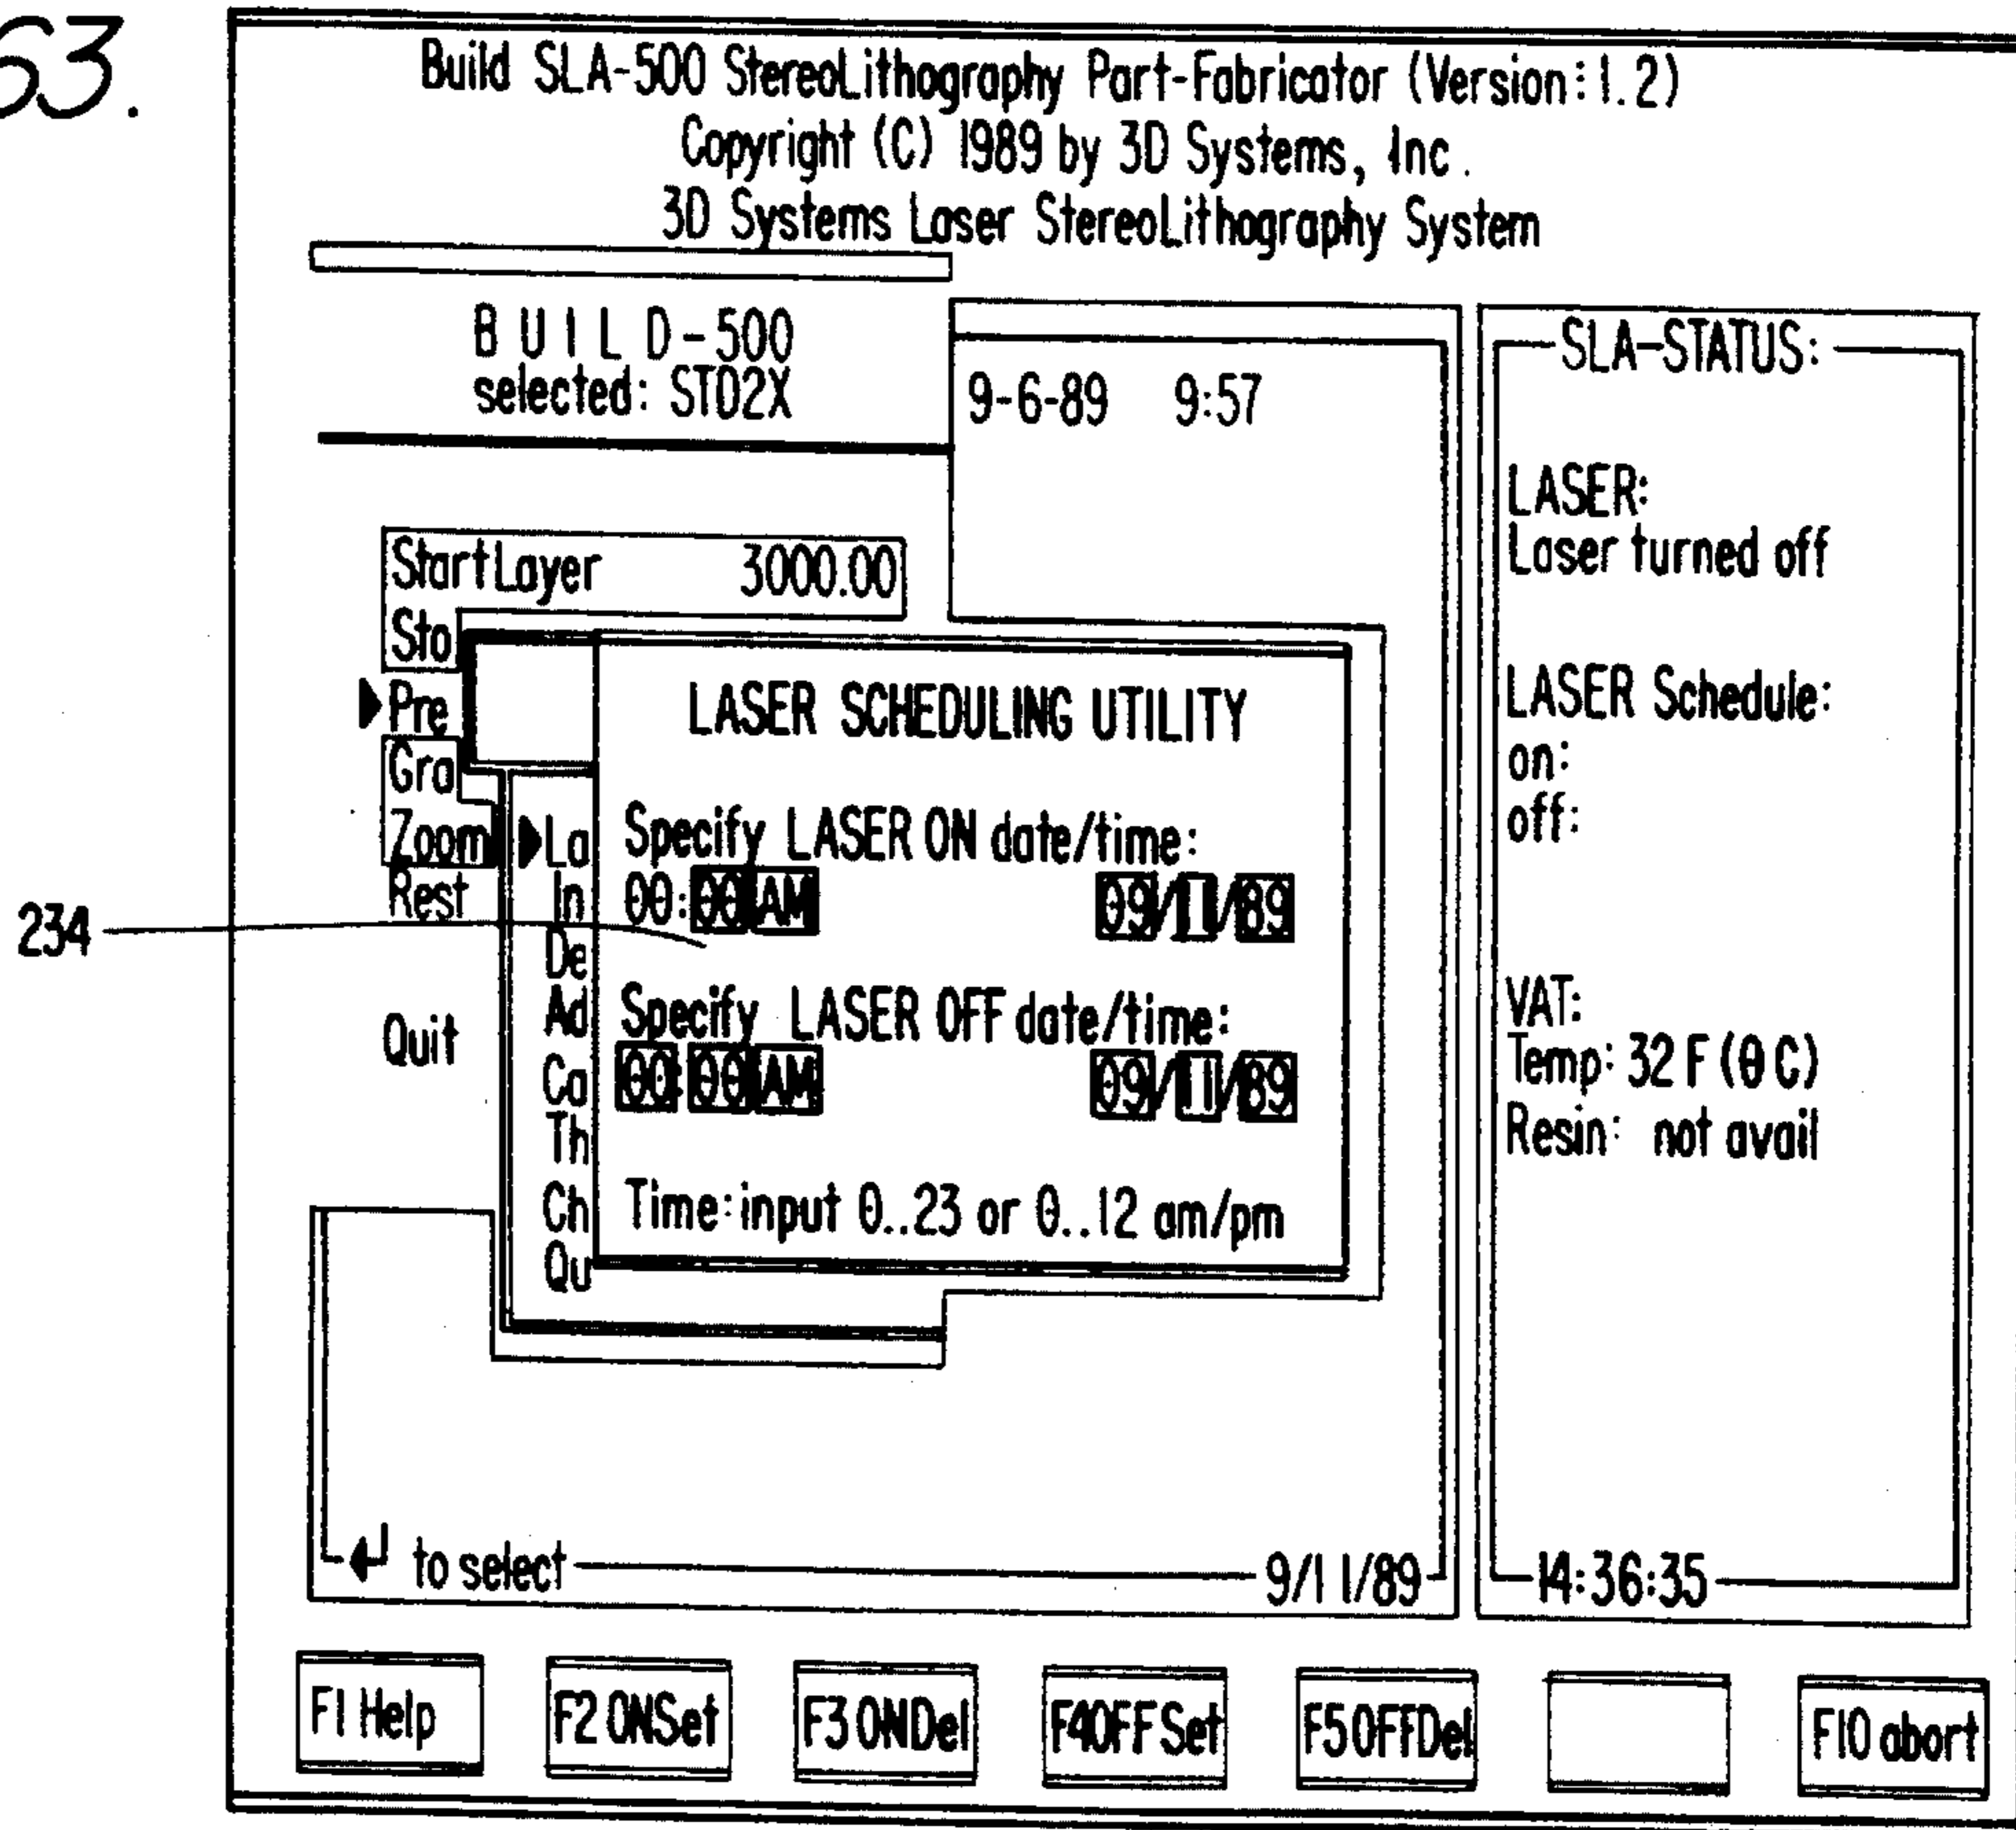 63.
Build SLA-500 StereoLithography Part-Fabricator (Version:1.2)
Copyright (C) 1989 by 3D Systems, Inc.
3D Systems Laser StereoLithography System
BUILD-500
selected: ST02X
9-6-89 9:57
StartLayer 3000.00
Sto
Pre
Gra
Zoom
Rest
Quit
La
In
De
Ad
Ca
Th
Ch
Qu
LASER SCHEDULING UTILITY
Specify LASER ON date/time:
00:00 AM 09/11/89
Specify LASER OFF date/time:
00:00 AM 09/11/89
Time:input 0..23 or 0..12 am/pm
234
to select 9/11/89
SLA-STATUS:
LASER:
Laser turned off
LASER Schedule:
on:
off:
VAT:
Temp: 32 F (0 C)
Resin: not avail
14:36:35
F1 Help
F2 ONSet
F3 ONDel
F4OFF Set
F5 OFFDel
F10 abort